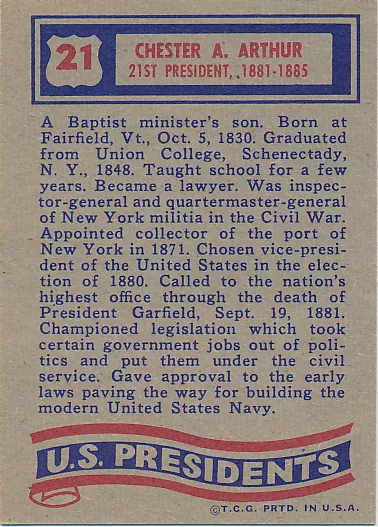 21
CHESTER A. ARTHUR
21ST PRESIDENT, 1881-1885
A Baptist minister's son. Born at
Fairfield, Vt., Oct. 5, 1830. Graduated
from Union College, Schenectady,
N. Y., 1848. Taught school for a few
years. Became a lawyer. Was inspec-
tor-general and quartermaster-general
of New York militia in the Civil War.
Appointed collector of the port of
New York in 1871. Chosen vice-presi-
dent of the United States in the elec-
tion of 1880. Called to the nation's
highest office through the death of
President Garfield, Sept. 19, 1881.
Championed legislation which took
certain government jobs out of poli-
tics and put them under the civil
service. Gave approval to the early
laws paving the way for building the
modern United States Navy.
U.S. PRESIDENTS
©T.C.G. PRTD. IN U.S.A.